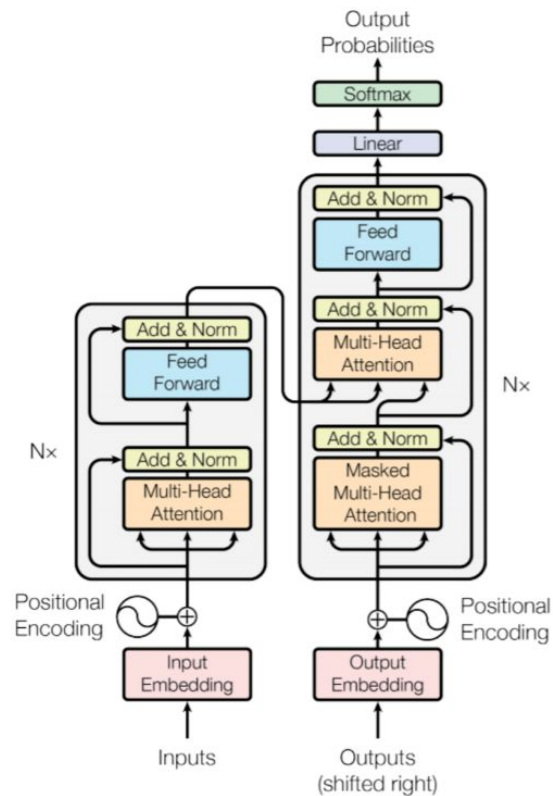 Output
Probabilities
Softmax
Linear
Add & Norm
Feed
Forward
Add & Norm
Multi-Head
Attention
Add & Norm
Masked
Multi-Head
Attention
N×
Add & Norm
Feed
Forward
Add & Norm
Multi-Head
Attention
N×
Positional
Encoding
Positional
Encoding
Input
Embedding
Output
Embedding
Inputs
Outputs
(shifted right)